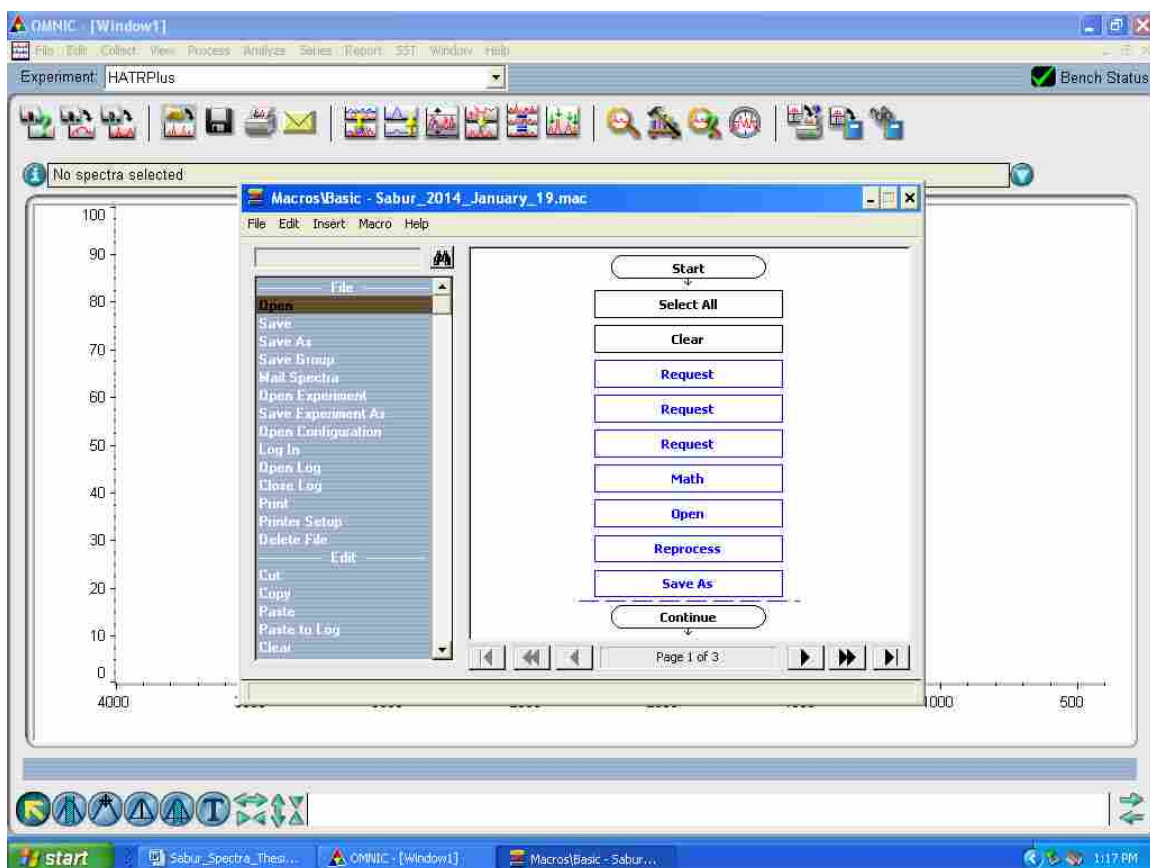 OMNIC - [Window1]
File Edit Collect View Process Analyze Series Report SST Window Help
Experiment: HATRPlus
Bench Status
No spectra selected
Macros\Basic - Sabur_2014_January_19.mac
File Edit Insert Macro Help
File
Open
Save
Save As
Save Group
Mail Spectra
Open Experiment
Save Experiment As
Open Configuration
Log In
Open Log
Close Log
Print
Printer Setup
Delete File
Edit
Cut
Copy
Paste
Paste to Log
Clear
Start
Select All
Clear
Request
Request
Request
Math
Open
Reprocess
Save As
Continue
Page 1 of 3
100
90
80
70
60
50
40
30
20
10
0
4000
1000
500
T
start
Sabur_Spectra_Thesi...
OMNIC - [Window1]
Macros\Basic - Sabur...
1:17 PM